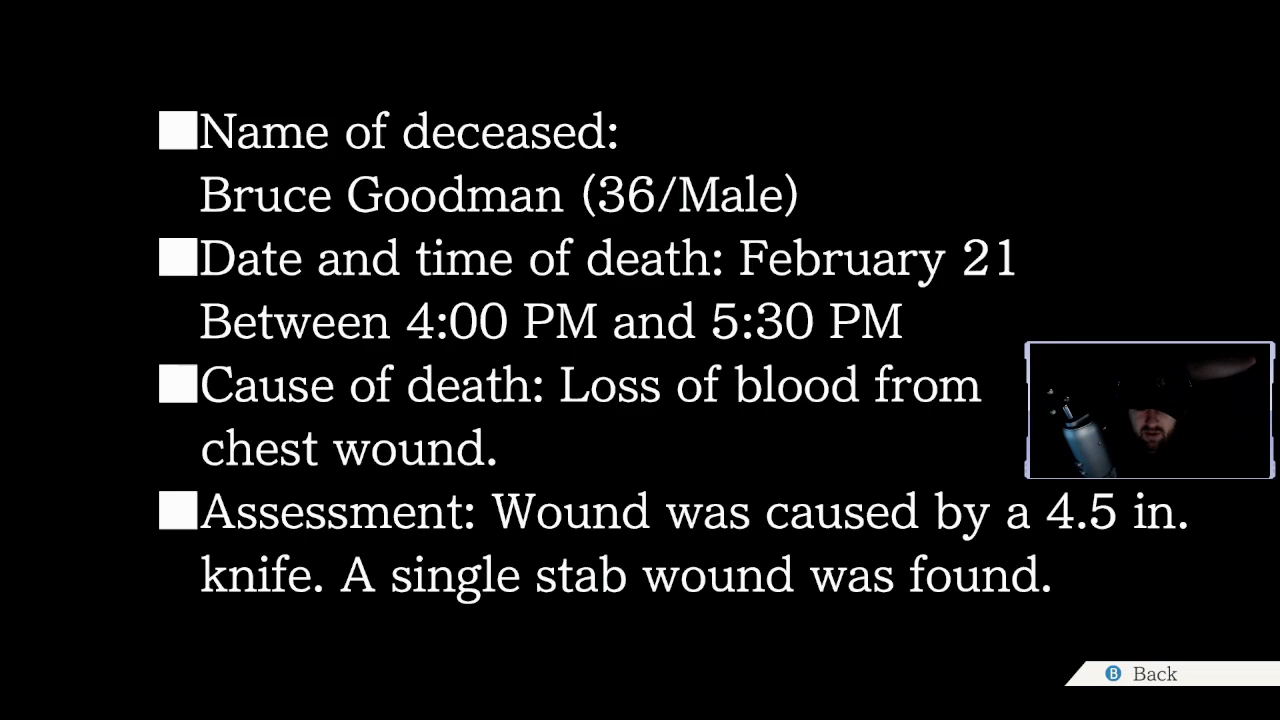 ■Name of deceased:
Bruce Goodman (36/Male)
■Date and time of death: February 21
Between 4:00 PM and 5:30 PM
■Cause of death: Loss of blood from
chest wound.
■Assessment: Wound was caused by a 4.5 in.
knife. A single stab wound was found.
B Back